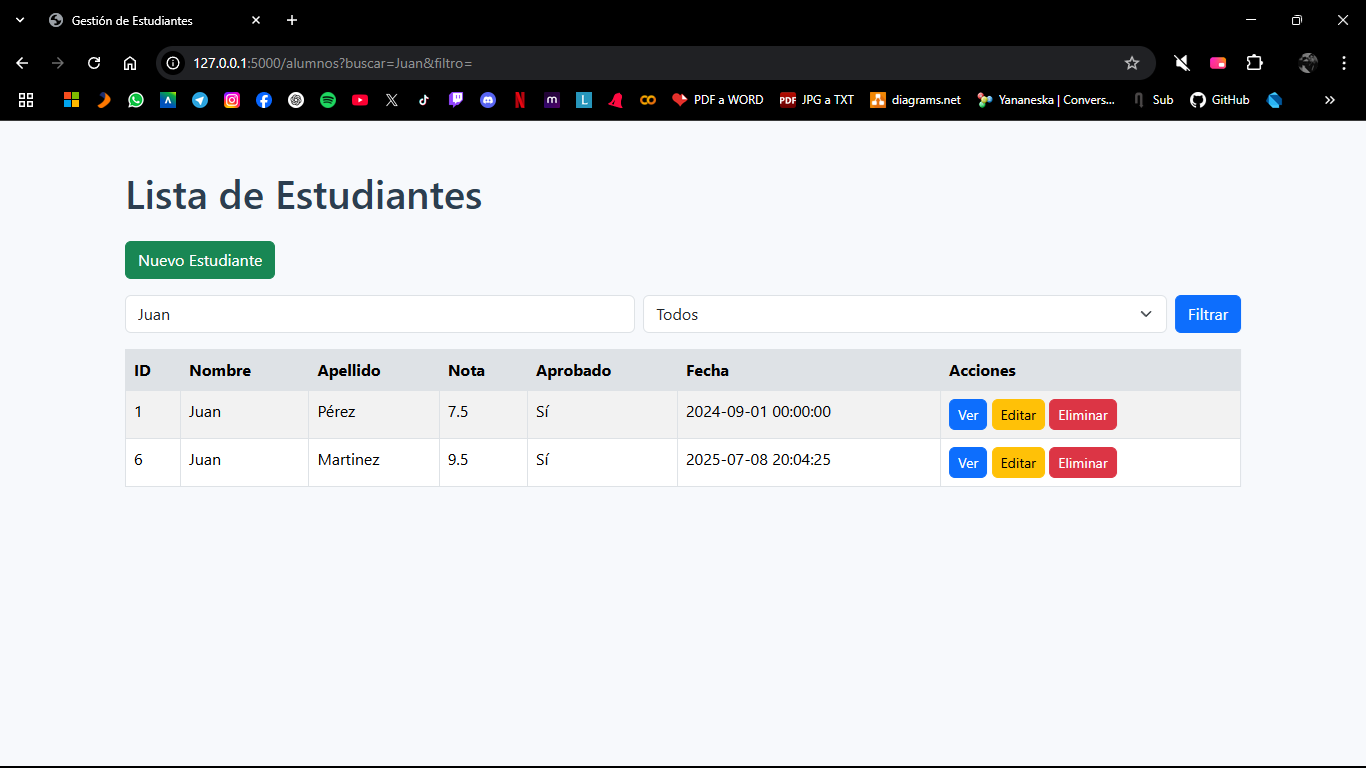 Gestión de Estudiantes
127.0.0.1:5000/alumnos?buscar=Juan&filtro=
PDF a WORD PDF JPG a TXT diagrams.net Yananeska | Convers... Sub GitHub
Lista de Estudiantes
Nuevo Estudiante
Juan Todos Filtrar
ID Nombre Apellido Nota Aprobado Fecha Acciones
1 Juan Pérez 7.5 Sí 2024-09-01 00:00:00 Ver Editar Eliminar
6 Juan Martinez 9.5 Sí 2025-07-08 20:04:25 Ver Editar Eliminar